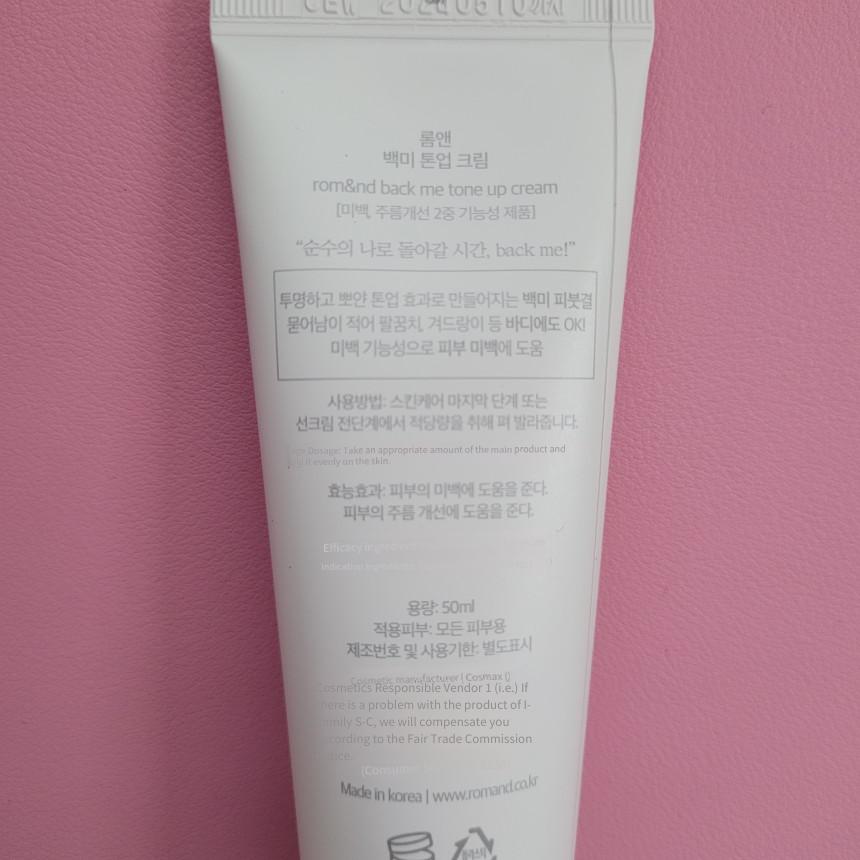 롬앤
백미 톤업 크림
rom&nd back me tone up cream
[미백, 주름개선 2중 기능성 제품]
“순수의 나로 돌아갈 시간, back me!”
투명하고 뽀얀 톤업 효과로 만들어지는 백미 피붓결
묻어남이 적어 팔꿈치, 겨드랑이 등 바디에도 OK!
미백 기능성으로 피부 미백에 도움
사용방법: 스킨케어 마지막 단계 또는
선크림 전단계에서 적당량을 취해 펴 발라줍니다.
Dosage: Take an appropriate amount of the main product and
it evenly on the skin.
효능효과: 피부의 미백에 도움을 준다.
피부의 주름 개선에 도움을 준다.
Efficacy
Indication
용량: 50ml
적용피부: 모든 피부용
제조번호 및 사용기한: 별도표시
Cosmetic manufacturer | Cosmax ()
Cosmetics Responsible Vendor 1 (i.e.) If
there is a problem with the product of I-
family S-C, we will compensate you
according to the Fair Trade Commission
Made in korea | www.romand.co.kr